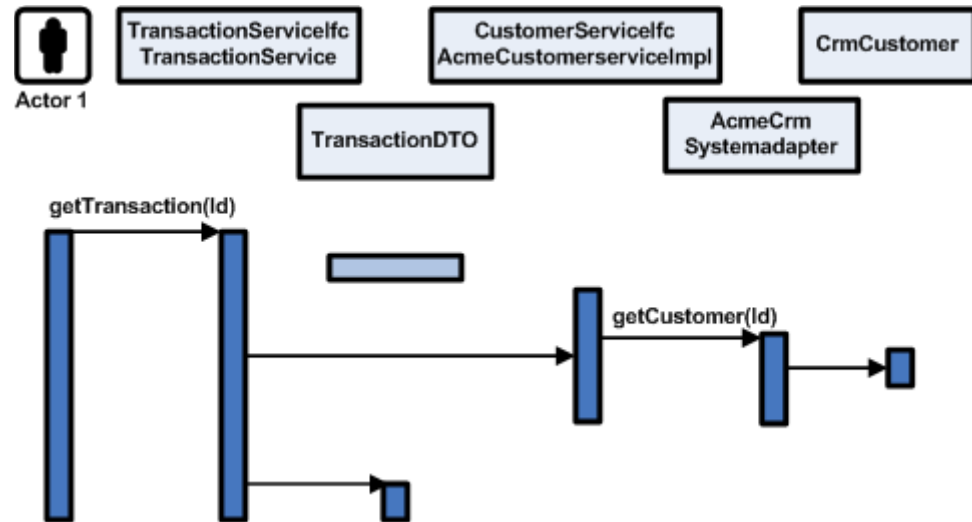 TransactionServiceIfc
TransactionService
CustomerServiceIfc
AcmeCustomerserviceImpl
CrmCustomer
Actor 1
TransactionDTO
AcmeCrm
Systemadapter
getTransaction(Id)
getCustomer(Id)